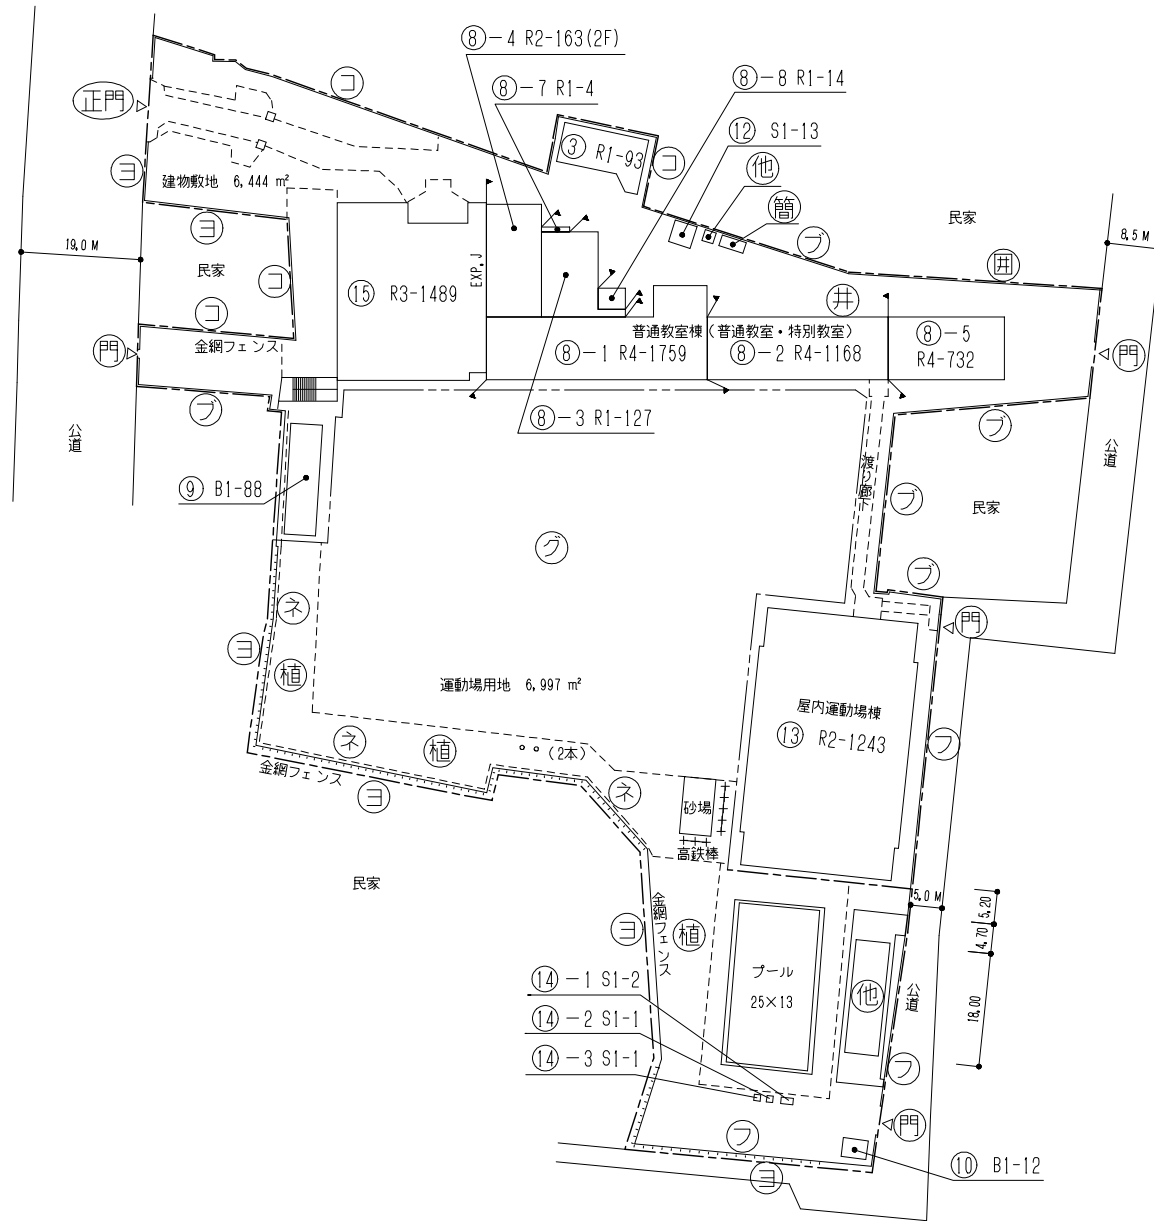 ⑧－4 R2-163(2F)
⑧－7 R1-4
⑧－8 R1-14
⑫ S1-13
正門
コ
③ R1-93
コ
他
簡
ブ
民家
囲
8.5 M
ヨ
建物敷地 6,444 ㎡
ヨ
19.0 M
民家
コ
コ
金網フェンス
門
ブ
公道
⑮ R3-1489
EXP.J
井
普通教室棟（普通教室・特別教室）
⑧－1 R4-1759
⑧－2 R4-1168
⑧－5
R4-732
門
⑧－3 R1-127
ブ
公道
⑨ B1-88
渡り廊下
ブ
民家
グ
ブ
ネ
門
ヨ
植
運動場用地 6,997 ㎡
屋内運動場棟
⑬ R2-1243
フ
ネ
植
(2本)
金網フェンス
ヨ
ネ
砂場
高鉄棒
民家
5.0 M
5.20
4.70
18.00
金網フェンス
ヨ
植
プール
25×13
他
公道
⑭－1 S1-2
⑭－2 S1-1
⑭－3 S1-1
フ
フ
門
ヨ
⑩ B1-12